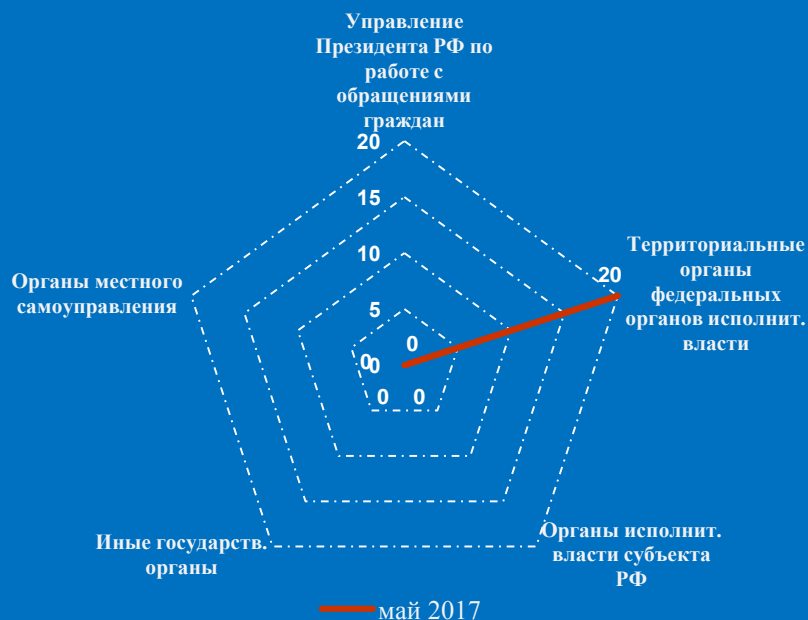 Управление
Президента РФ по
работе с
обращениями
граждан
20
15
10
5
0
0
0
0
0
20
Территориальные
органы
федеральных
органов исполнит.
власти
Органы местного
самоуправления
Иные государств.
органы
Органы исполнит.
власти субъекта
РФ
май 2017